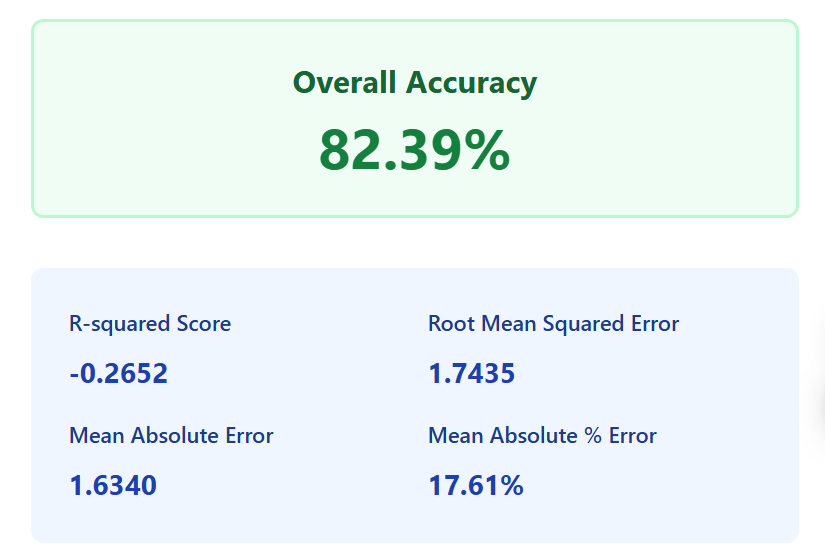 Overall Accuracy
82.39%
R-squared Score
-0.2652
Root Mean Squared Error
1.7435
Mean Absolute Error
1.6340
Mean Absolute % Error
17.61%